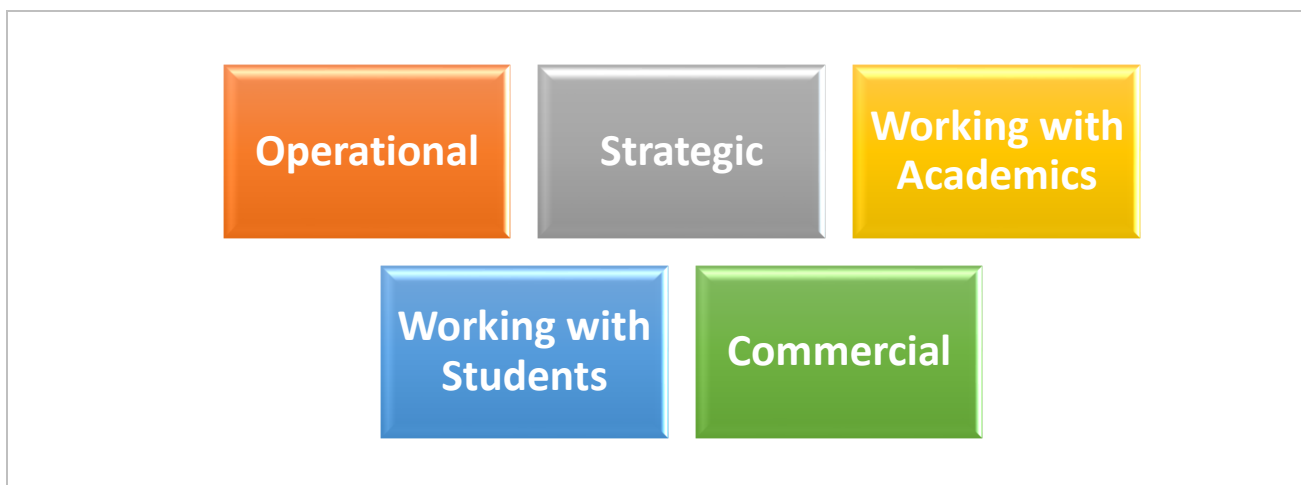 Operational
Strategic
Working with
Academics
Working with
Students
Commercial